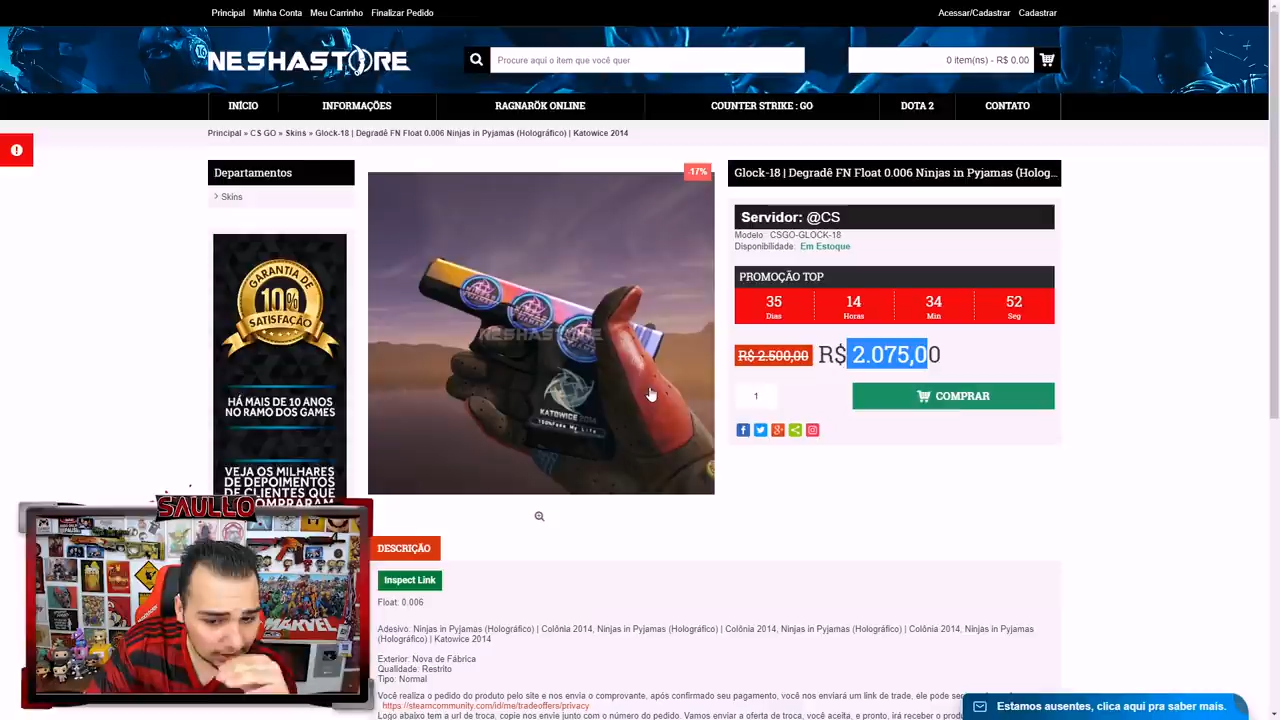 Principal Minha Conta Meu Carrinho Finalizar Pedido
Acessar/Cadastrar Cadastrar
NESHASTORE
Procure aqui o item que você quer
0 item(ns) - R$ 0.00
INÍCIO INFORMAÇÕES RAGNARÖK ONLINE COUNTER STRIKE : GO DOTA 2 CONTATO
Principal » CS GO » Skins » Glock-18 | Degradê FN Float 0.006 Ninjas in Pyjamas (Holográfico) | Katowice 2014
Departamentos
> Skins
GARANTIA DE
10%
SATISFAÇÃO
HÁ MAIS DE 10 ANOS
NO RAMO DOS GAMES
VEJA OS MILHARES
DE DEPOIMENTOS
DE CLIENTES QUE
COMPRARAM
-17%
NESHASTORE
KATOWICE 2014
Glock-18 | Degradê FN Float 0.006 Ninjas in Pyjamas (Holog...
Servidor: @CS
Modelo: CSGO-GLOCK-18
Disponibilidade: Em Estoque
PROMOÇÃO TOP
35 14 34 52
Dias Horas Min Seg
R$ 2.500,00 R$ 2.075,00
1
COMPRAR
DESCRIÇÃO
Inspect Link
Float: 0.006
Adesivo: Ninjas in Pyjamas (Holográfico) | Colônia 2014, Ninjas in Pyjamas (Holográfico) | Colônia 2014, Ninjas in Pyjamas (Holográfico) | Colônia 2014, Ninjas in Pyjamas
(Holográfico) | Katowice 2014
Exterior: Nova de Fábrica
Qualidade: Restrito
Tipo: Normal
Você realiza o pedido do produto pelo site e nos envia o comprovante, após confirmado seu pagamento, você nos enviará um link de trade, ele pode se
https://steamcommunity.com/id/me/tradeoffers/privacy
Logo abaixo tem a url de troca, copie nos envie junto com o número do pedido. Vamos enviar a oferta de troca, você aceita, e pronto, irá receber o prod
Estamos ausentes, clica aqui pra saber mais.
SAULLO
MARVEL